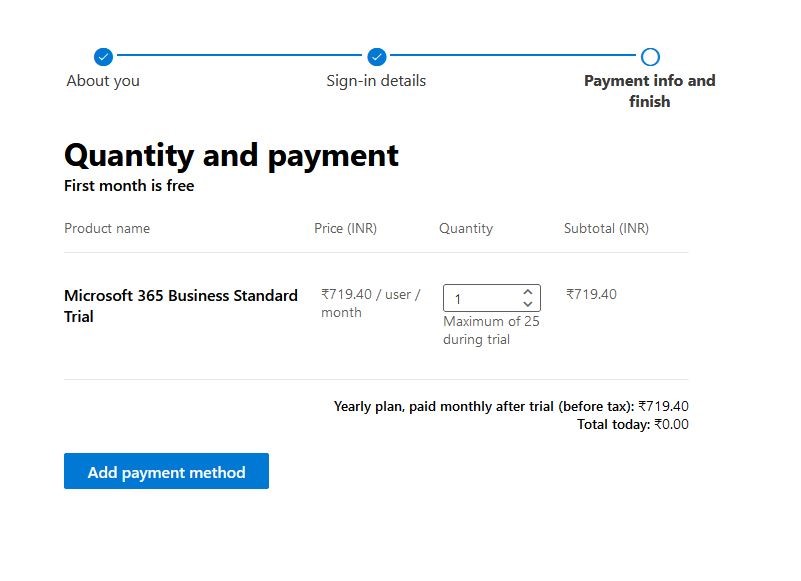 About you
Sign-in details
Payment info and
finish
Quantity and payment
First month is free
Product name Price (INR) Quantity Subtotal (INR)
Microsoft 365 Business Standard
Trial
₹719.40 / user /
month
1
Maximum of 25
during trial
₹719.40
Yearly plan, paid monthly after trial (before tax): ₹719.40
Total today: ₹0.00
Add payment method